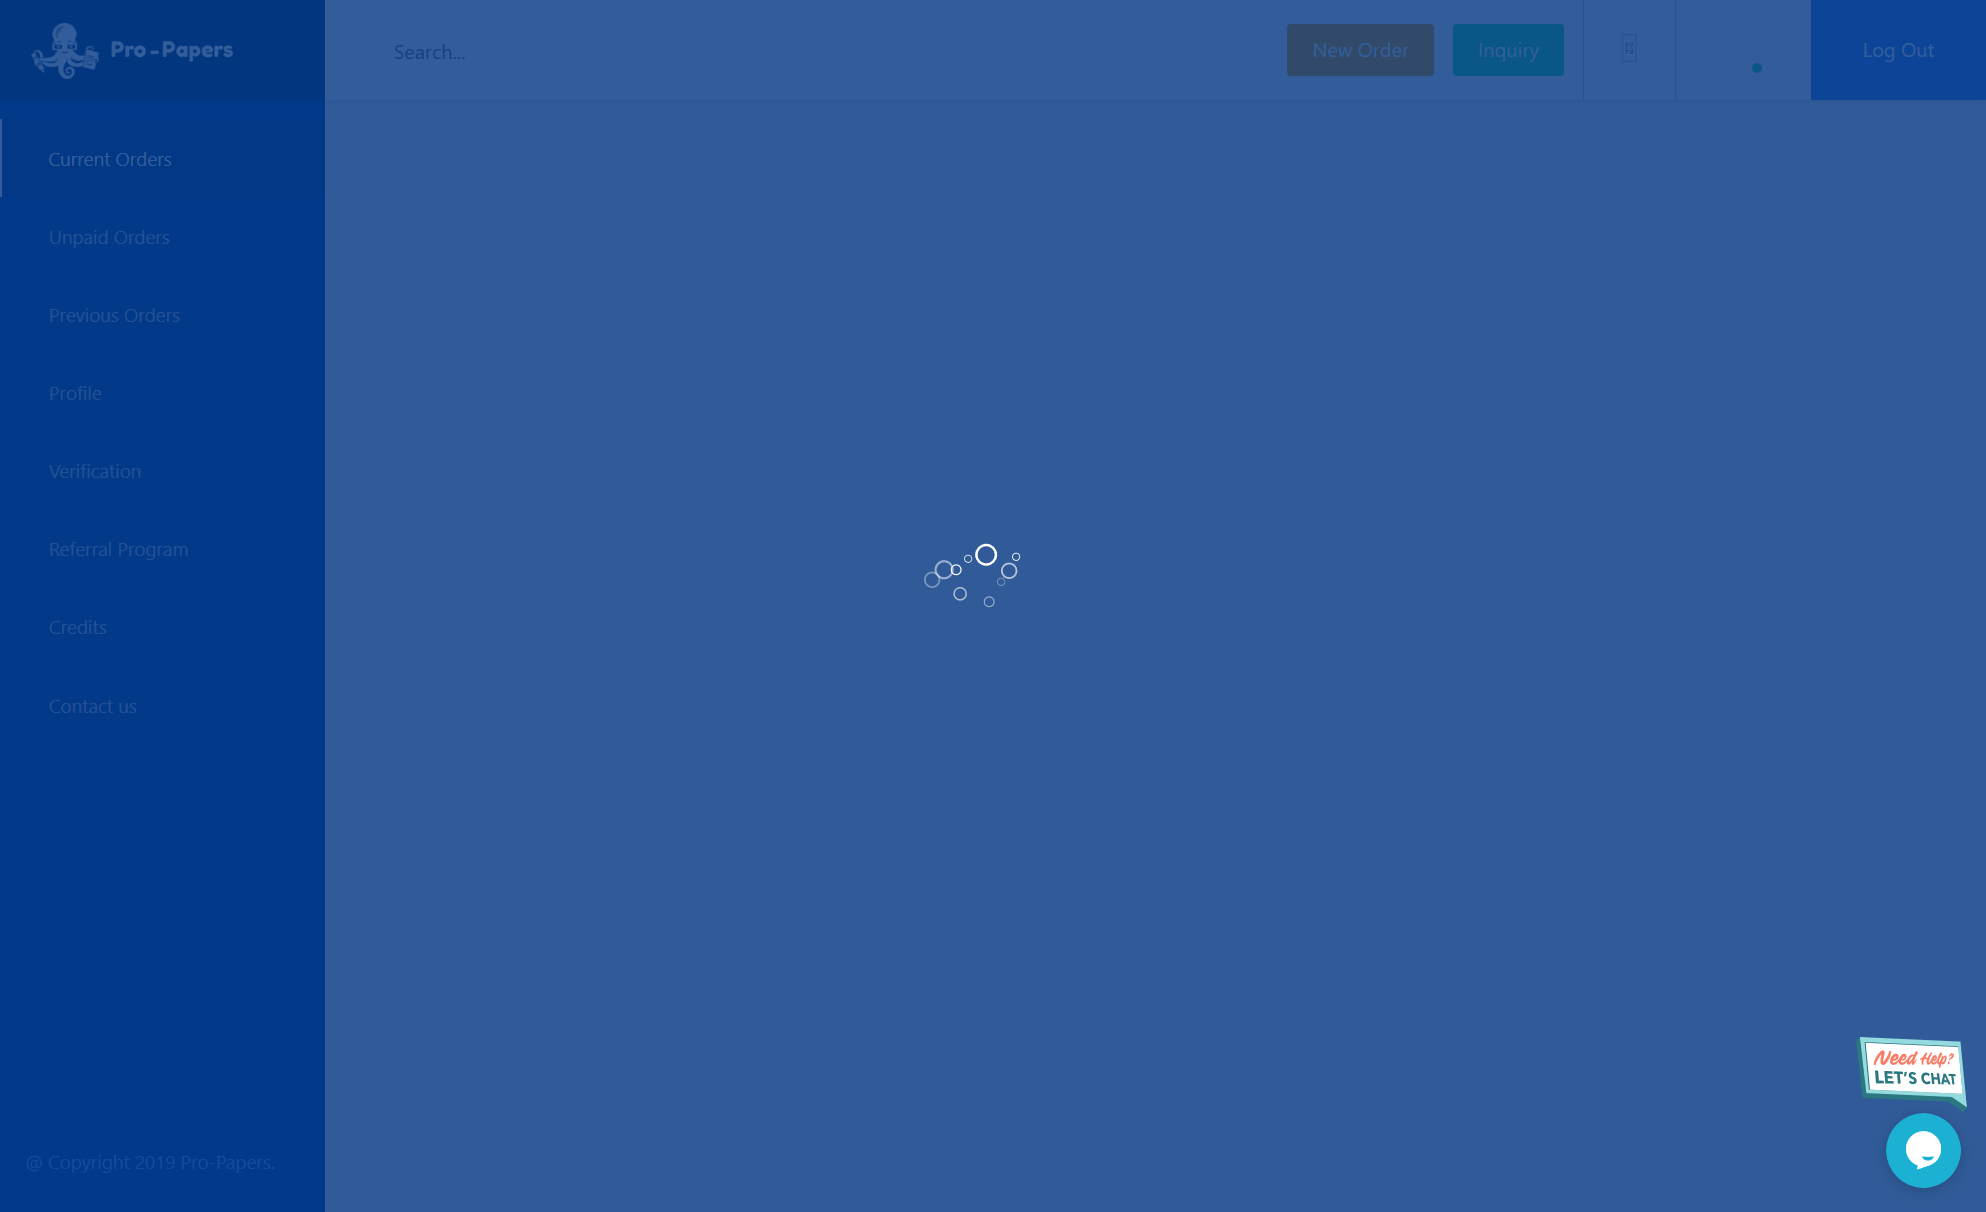 Pro-Papers
Search...
New Order
Inquiry
Log Out
Current Orders
Unpaid Orders
Previous Orders
Profile
Verification
Referral Program
Credits
Contact us
Need Help?
LET'S CHAT
@ Copyright 2019 Pro-Papers.